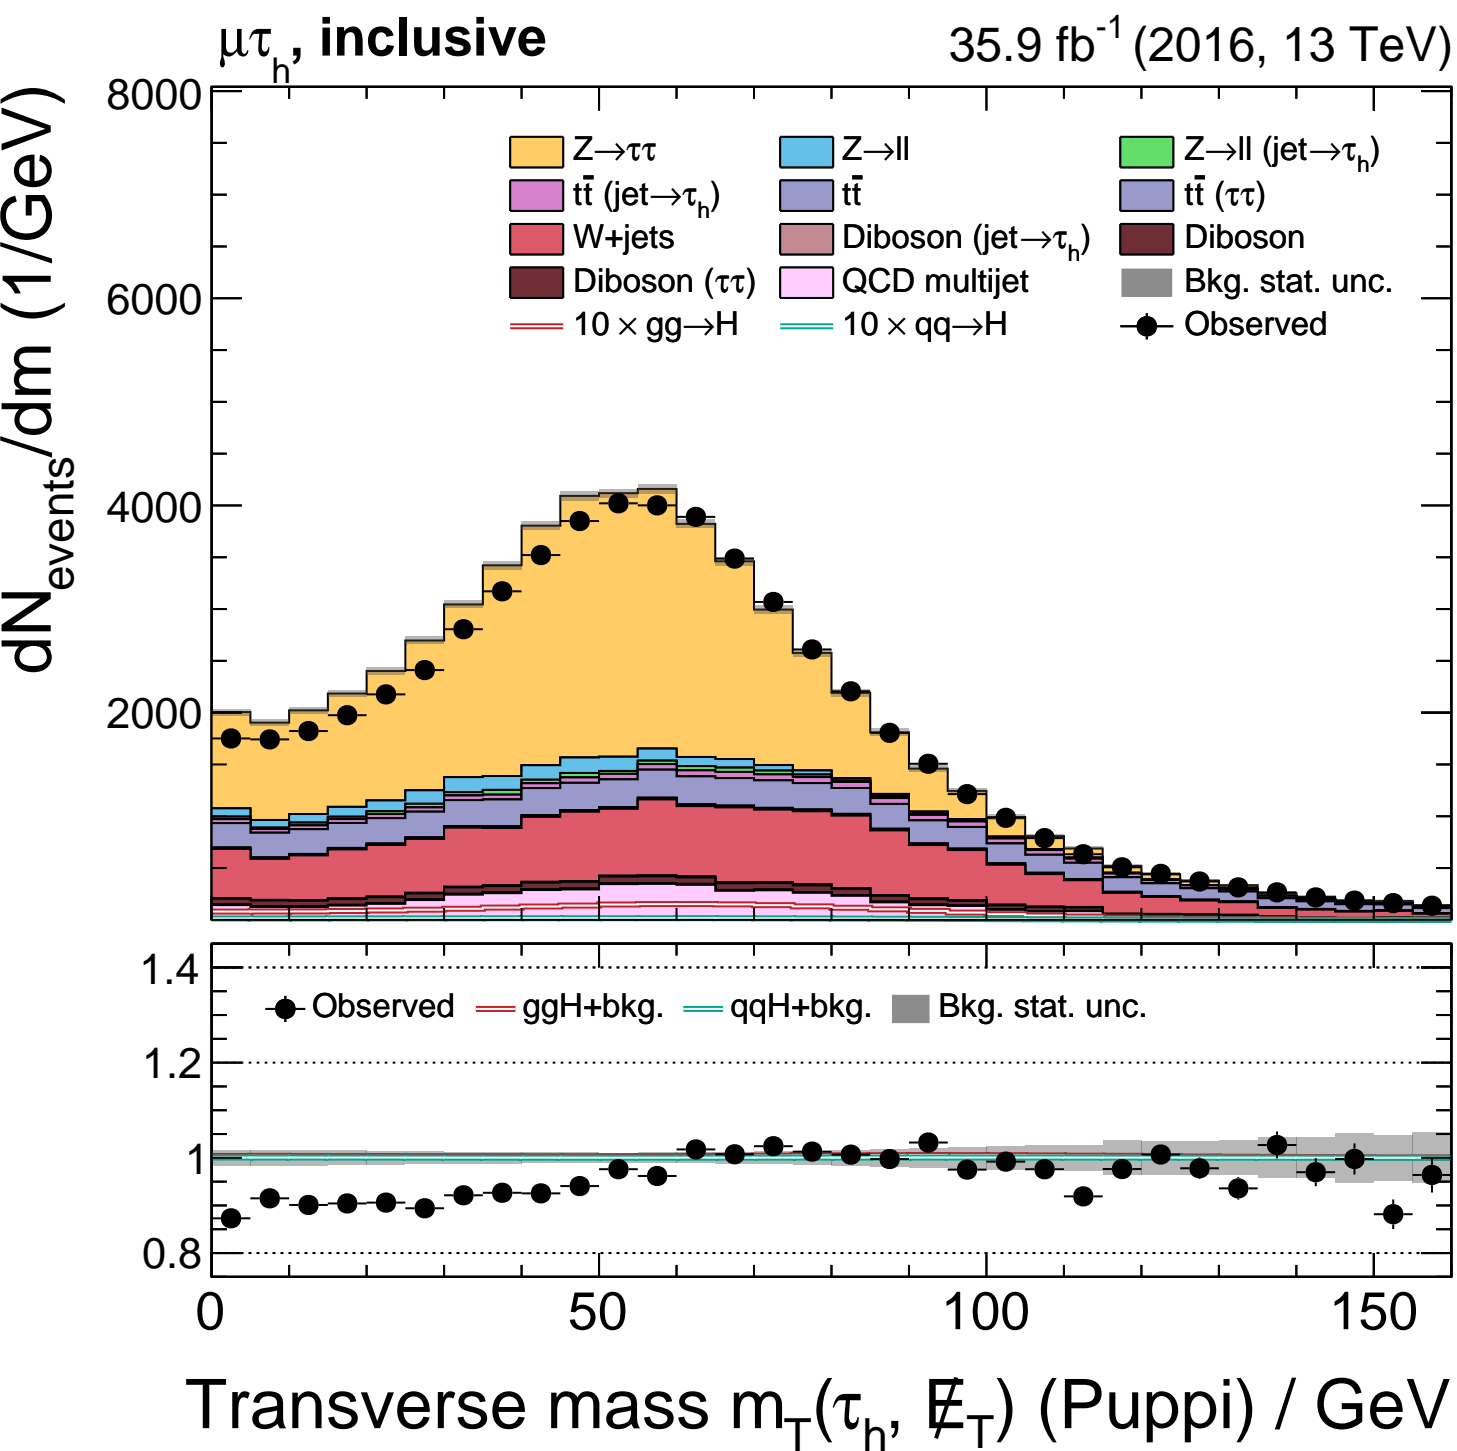 μτh, inclusive 35.9 fb-1 (2016, 13 TeV)
dNevents/dm (1/GeV)
8000
6000
4000
2000
Z→ττ Z→ll Z→ll (jet→τh)
tt̄ (jet→τh) tt̄ tt̄ (ττ)
W+jets Diboson (jet→τh) Diboson
Diboson (ττ) QCD multijet Bkg. stat. unc.
10 × gg→H 10 × qq→H Observed
1.4
1.2
1
0.8
Observed ggH+bkg. qqH+bkg. Bkg. stat. unc.
0 50 100 150
Transverse mass mT(τh, E̸T) (Puppi) / GeV